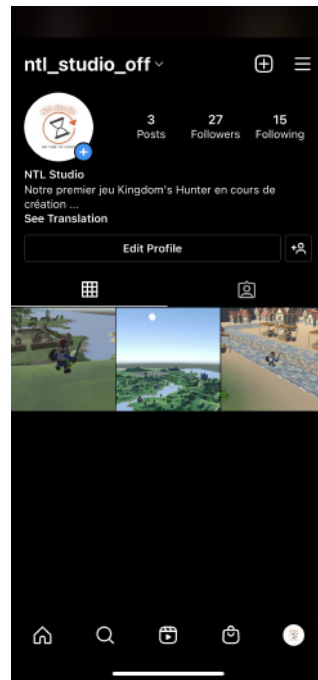 ntl_studio_off
3 27 15
Posts Followers Following
NTL Studio
Notre premier jeu Kingdom's Hunter en cours de
création ...
See Translation
Edit Profile